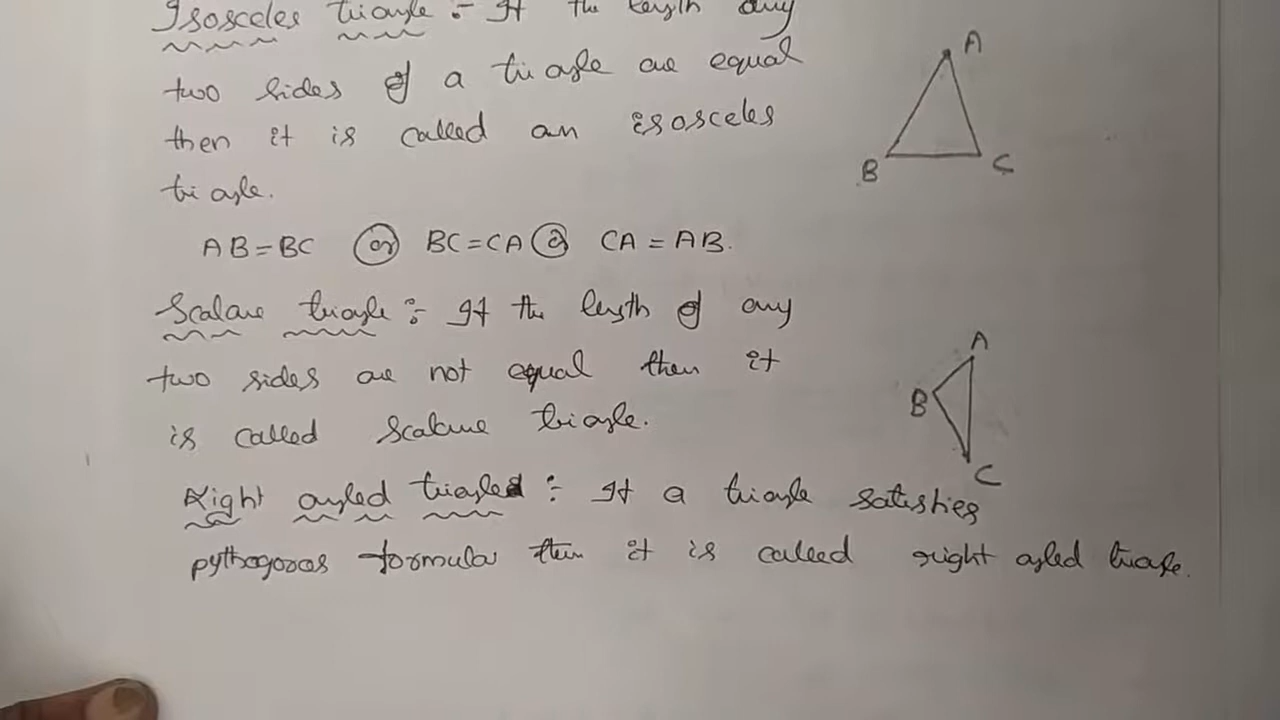 Isosceles triangle :- If the length any
two sides of a triangle are equal
then it is called an isosceles
triangle.
A
B
C
AB = BC or BC = CA or CA = AB.
Scalane triangle :- If the length of any
two sides are not equal then it
is called Scalane triangle.
A
B
C
Right angled triangle :- If a triangle satisfies
pythogoros formula then it is called right angled triangle.